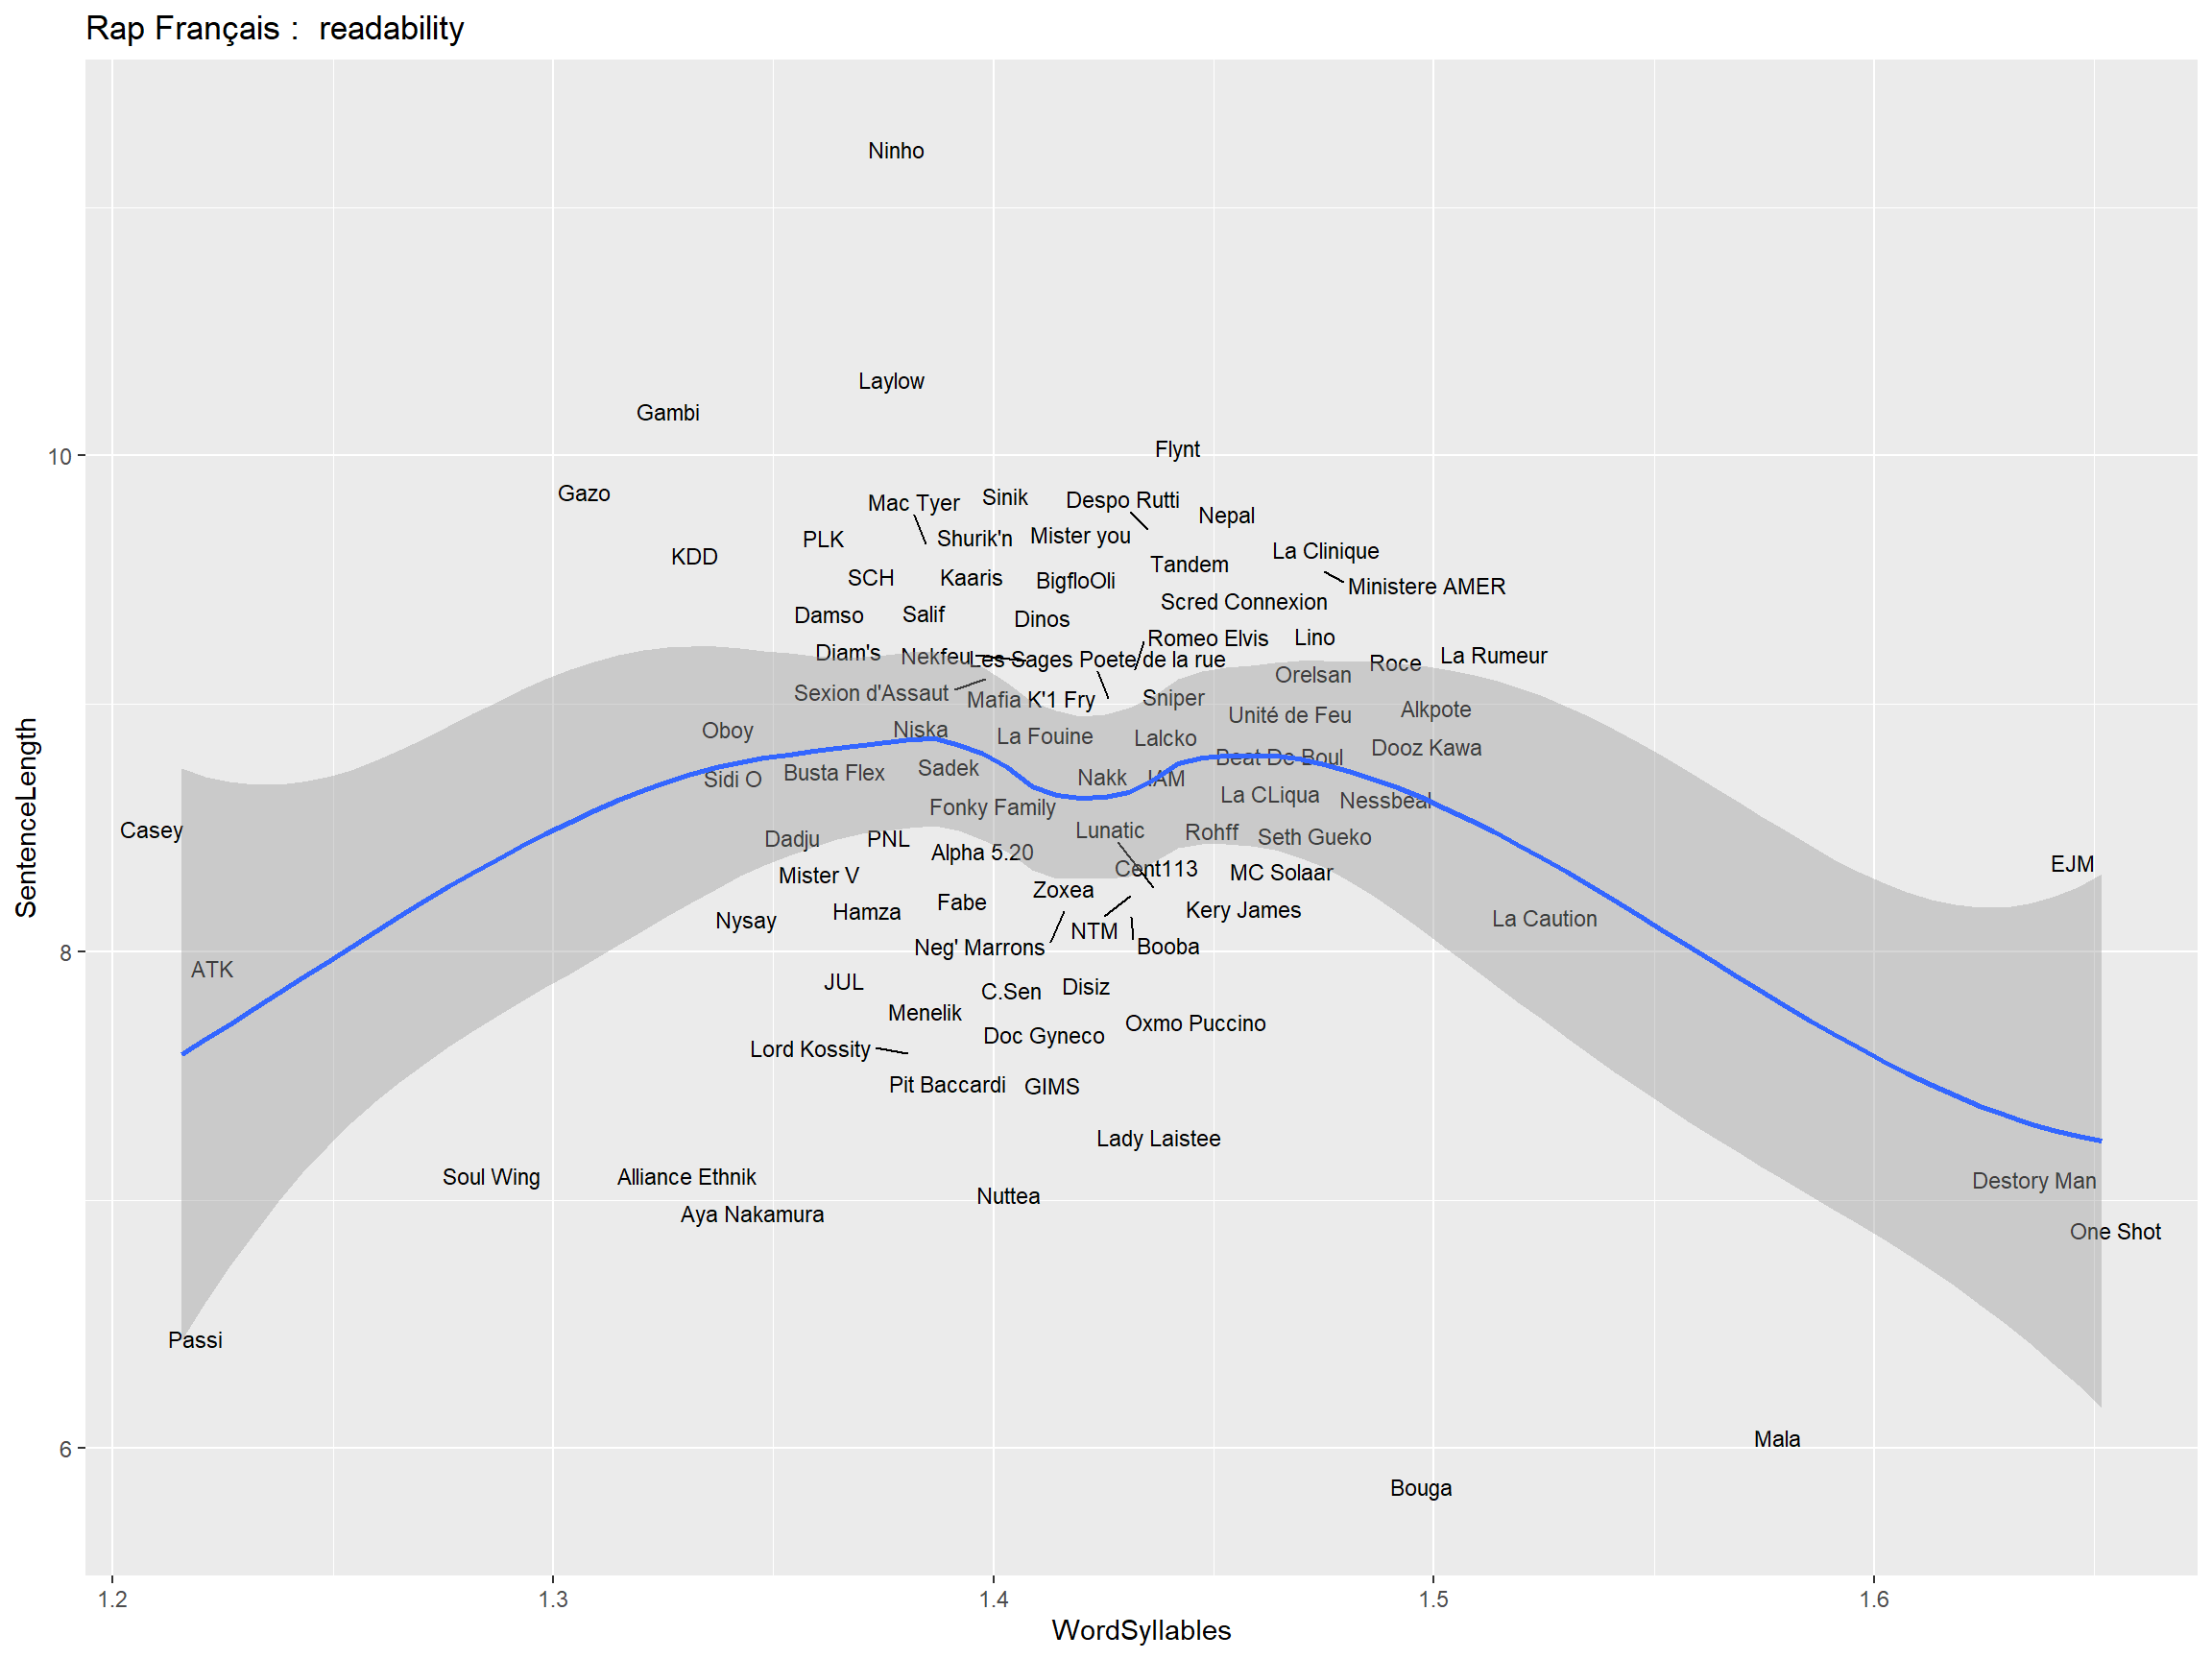 Rap Français :  readability
Ninho
Laylow
Gambi
Flynt
10
Gazo
Sinik
Despo Rutti
Mac Tyer
Nepal
Mister you
Shurik'n
PLK
La Clinique
KDD
Tandem
SCH
Kaaris
BigfloOli
Ministere AMER
Scred Connexion
Damso
Salif
Dinos
Romeo Elvis
Lino
Diam's
Nekfeu
Les Sages Poete de la rue
La Rumeur
Roce
Orelsan
Sexion d'Assaut
Mafia K'1 Fry
Sniper
Alkpote
Unité de Feu
Oboy
Niska
La Fouine
Lalcko
Dooz Kawa
Beat De Boul
Sidi O
Busta Flex
Sadek
Nakk
IAM
La CLiqua
Nessbeal
Fonky Family
Casey
Lunatic
Rohff
Seth Gueko
Dadju
PNL
Alpha 5.20
EJM
Cent113
MC Solaar
Mister V
Zoxea
Fabe
Hamza
Kery James
Nysay
La Caution
NTM
Neg' Marrons
Booba
8
ATK
JUL
C.Sen
Disiz
Menelik
Oxmo Puccino
Doc Gyneco
Lord Kossity
Pit Baccardi
GIMS
Lady Laistee
Soul Wing
Alliance Ethnik
Destory Man
Nuttea
Aya Nakamura
One Shot
Passi
Mala
6
Bouga
SentenceLength
1.2
1.3
1.4
1.5
1.6
WordSyllables